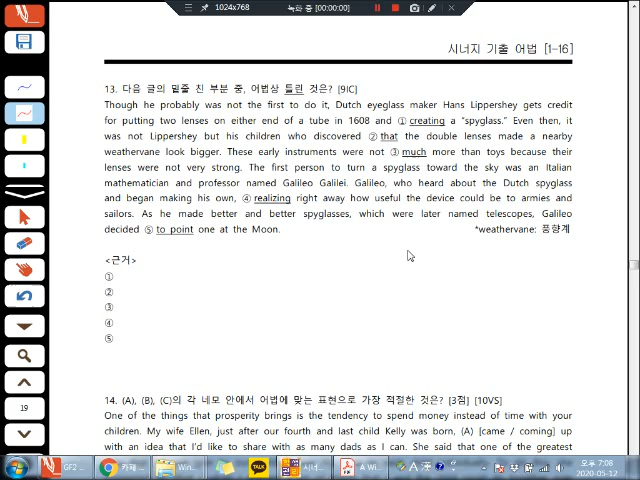 1024x768
녹화 중 [00:00:00]
시너지 기출 어법 [1-16]
13. 다음 글의 밑줄 친 부분 중, 어법상 틀린 것은? [9IC]
Though he probably was not the first to do it, Dutch eyeglass maker Hans Lippershey gets credit
for putting two lenses on either end of a tube in 1608 and ① creating a "spyglass." Even then, it
was not Lippershey but his children who discovered ② that the double lenses made a nearby
weathervane look bigger. These early instruments were not ③ much more than toys because their
lenses were not very strong. The first person to turn a spyglass toward the sky was an Italian
mathematician and professor named Galileo Galilei. Galileo, who heard about the Dutch spyglass
and began making his own, ④ realizing right away how useful the device could be to armies and
sailors. As he made better and better spyglasses, which were later named telescopes, Galileo
decided ⑤ to point one at the Moon. *weathervane: 풍향계
<근거>
①
②
③
④
⑤
14. (A), (B), (C)의 각 네모 안에서 어법에 맞는 표현으로 가장 적절한 것은? [3점] [10VS]
One of the things that prosperity brings is the tendency to spend money instead of time with your
children. My wife Ellen, just after our fourth and last child Kelly was born, (A) [came / coming] up
with an idea that I'd like to share with as many dads as I can. She said that one of the greatest
19
GF2
카페
Win...
TALK
시너...
A Wi...
A 漢
오후 7:08
2020-05-12